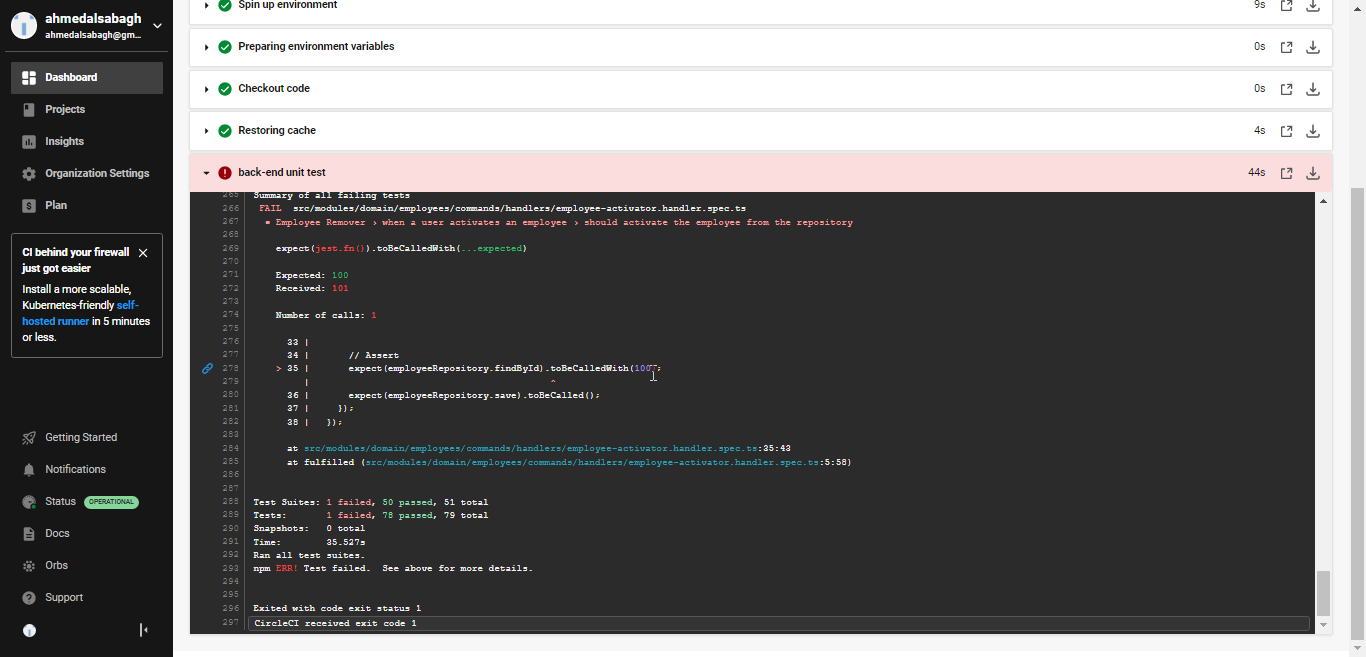 ahmedalsabagh
ahmedalsabagh@gm...
Dashboard
Projects
Insights
Organization Settings
Plan
CI behind your firewall
just got easier
Install a more scalable,
Kubernetes-friendly self-
hosted runner in 5 minutes
or less.
Getting Started
Notifications
Status OPERATIONAL
Docs
Orbs
Support
Spin up environment 9s
Preparing environment variables 0s
Checkout code 0s
Restoring cache 4s
back-end unit test 44s
265 Summary of all failing tests
266 FAIL src/modules/domain/employees/commands/handlers/employee-activator.handler.spec.ts
267 ● Employee Remover › when a user activates an employee › should activate the employee from the repository
268
269 expect(jest.fn()).toBeCalledWith(...expected)
270
271 Expected: 100
272 Received: 101
273
274 Number of calls: 1
275
276 33 |
277 34 | // Assert
278 > 35 | expect(employeeRepository.findById).toBeCalledWith(100);
279 | ^
280 36 | expect(employeeRepository.save).toBeCalled();
281 37 | });
282 38 | });
283
284 at src/modules/domain/employees/commands/handlers/employee-activator.handler.spec.ts:35:43
285 at fulfilled (src/modules/domain/employees/commands/handlers/employee-activator.handler.spec.ts:5:58)
286
287
288 Test Suites: 1 failed, 50 passed, 51 total
289 Tests: 1 failed, 78 passed, 79 total
290 Snapshots: 0 total
291 Time: 35.527s
292 Ran all test suites.
293 npm ERR! Test failed. See above for more details.
294
295
296 Exited with code exit status 1
297 CircleCI received exit code 1